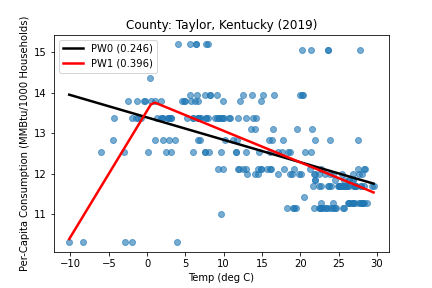 County: Taylor, Kentucky (2019)
PW0 (0.246)
PW1 (0.396)
Per-Capita Consumption (MMBtu/1000 Households)
15
14
13
12
11
−10
−5
0
5
10
15
20
25
30
Temp (deg C)